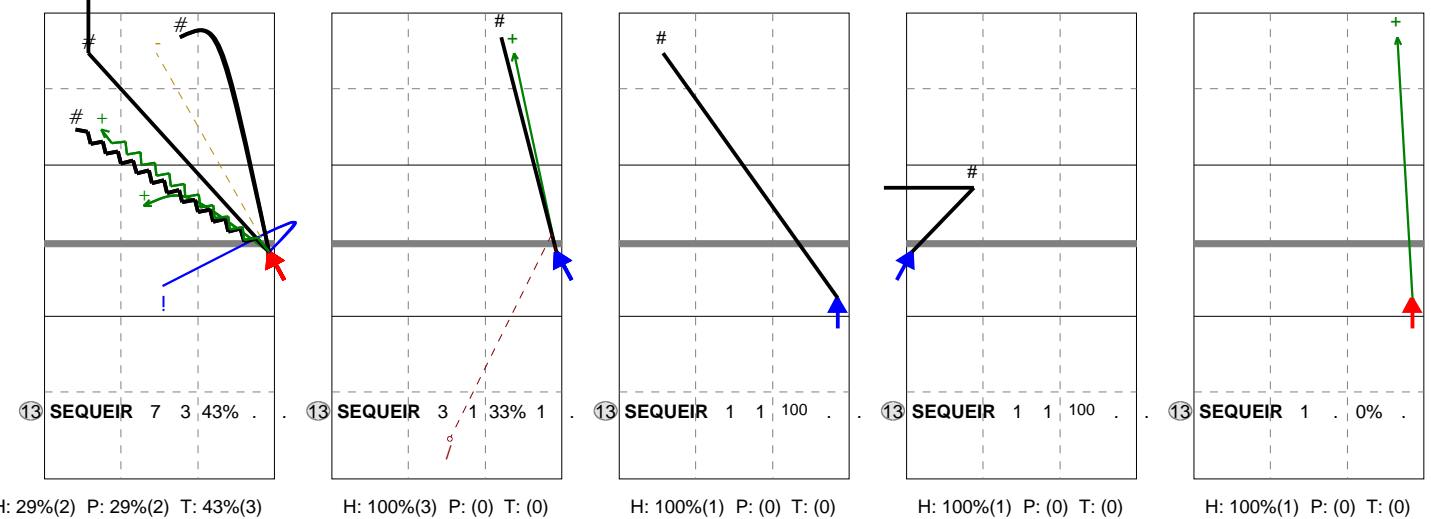 #
#
-
#
+
+
!
#
+
#
#
+
13 SEQUEIR 7 3 43% . .
13 SEQUEIR 3 1 33% 1 .
13 SEQUEIR 1 1 100 . .
13 SEQUEIR 1 1 100 . .
13 SEQUEIR 1 . 0% .
H: 29%(2) P: 29%(2) T: 43%(3)
H: 100%(3) P: (0) T: (0)
H: 100%(1) P: (0) T: (0)
H: 100%(1) P: (0) T: (0)
H: 100%(1) P: (0) T: (0)